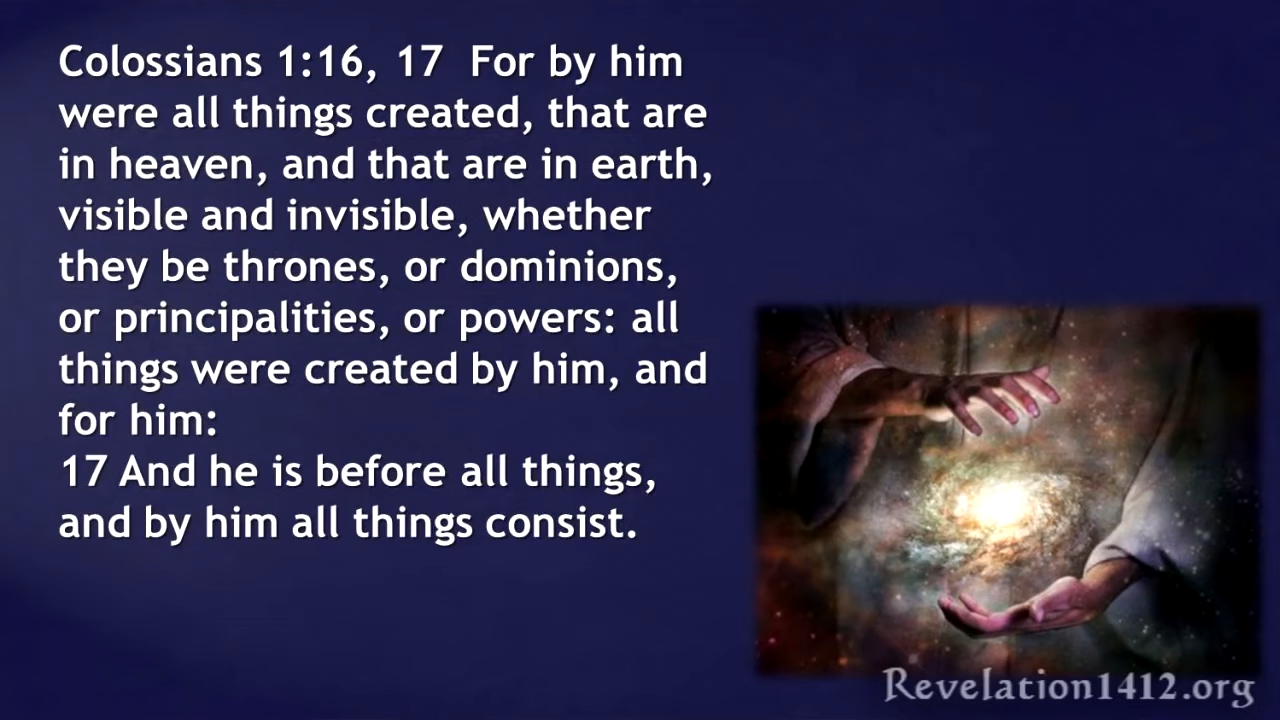 Colossians 1:16, 17  For by him
were all things created, that are
in heaven, and that are in earth,
visible and invisible, whether
they be thrones, or dominions,
or principalities, or powers: all
things were created by him, and
for him:
17 And he is before all things,
and by him all things consist.
Revelation1412.org